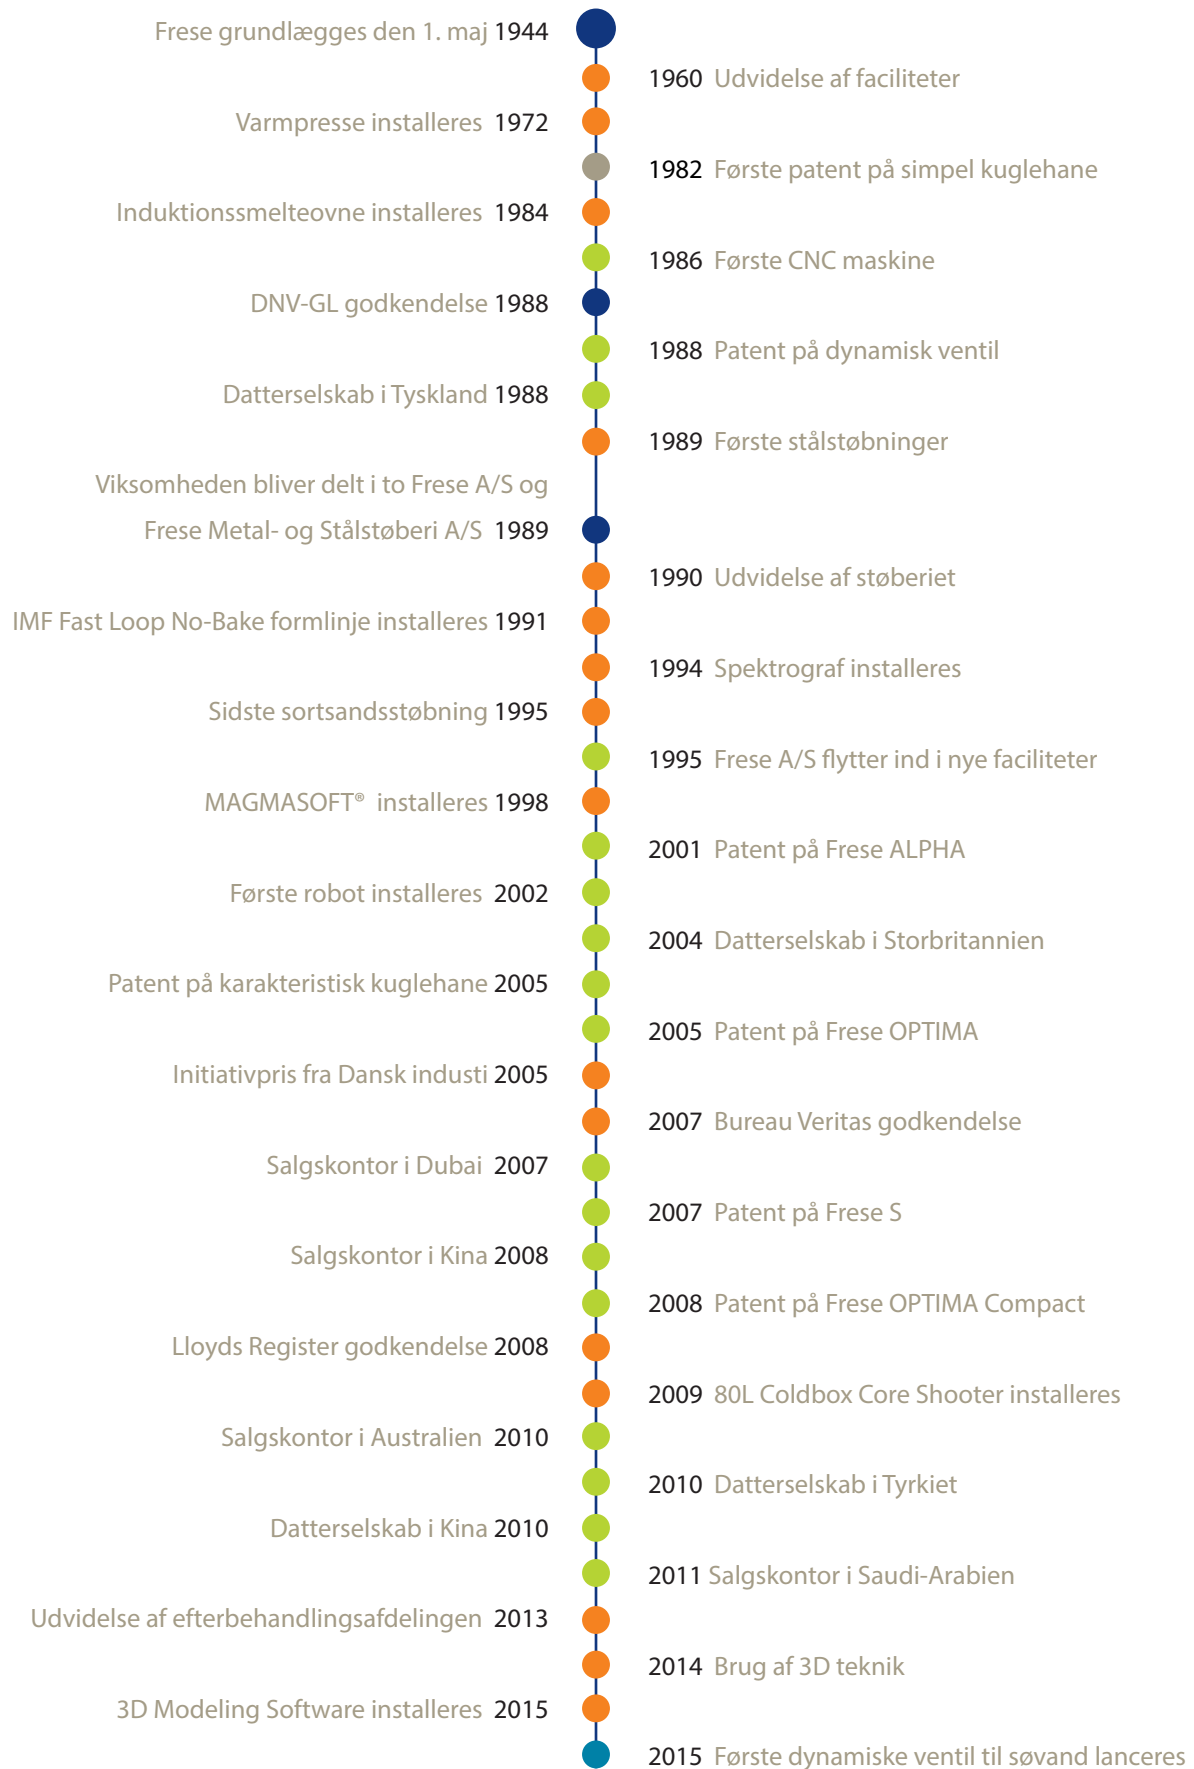 Frese grundlægges den 1. maj 1944
1960 Udvidelse af faciliteter
Varmpresse installeres 1972
1982 Første patent på simpel kuglehane
Induktionssmelteovne installeres 1984
1986 Første CNC maskine
DNV-GL godkendelse 1988
1988 Patent på dynamisk ventil
Datterselskab i Tyskland 1988
1989 Første stålstøbninger
Viksomheden bliver delt i to Frese A/S og
Frese Metal- og Stålstøberi A/S 1989
1990 Udvidelse af støberiet
IMF Fast Loop No-Bake formlinje installeres 1991
1994 Spektrograf installeres
Sidste sortsandsstøbning 1995
1995 Frese A/S flytter ind i nye faciliteter
MAGMASOFT® installeres 1998
2001 Patent på Frese ALPHA
Første robot installeres 2002
2004 Datterselskab i Storbritannien
Patent på karakteristisk kuglehane 2005
2005 Patent på Frese OPTIMA
Initiativpris fra Dansk industi 2005
2007 Bureau Veritas godkendelse
Salgskontor i Dubai 2007
2007 Patent på Frese S
Salgskontor i Kina 2008
2008 Patent på Frese OPTIMA Compact
Lloyds Register godkendelse 2008
2009 80L Coldbox Core Shooter installeres
Salgskontor i Australien 2010
2010 Datterselskab i Tyrkiet
Datterselskab i Kina 2010
2011 Salgskontor i Saudi-Arabien
Udvidelse af efterbehandlingsafdelingen 2013
2014 Brug af 3D teknik
3D Modeling Software installeres 2015
2015 Første dynamiske ventil til søvand lanceres